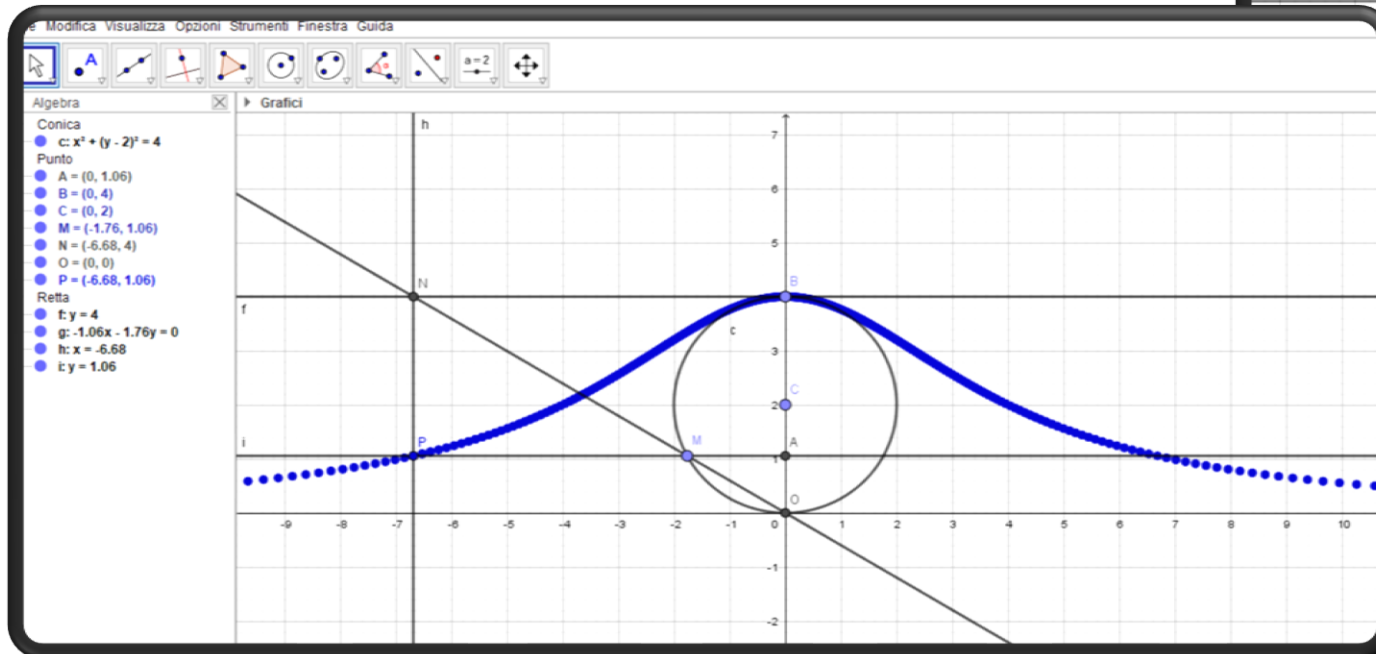 e Modifica Visualizza Opzioni Strumenti Finestra Guida
A
α
a=2
Algebra
Grafici
Conica
c: x² + (y - 2)² = 4
Punto
A = (0, 1.06)
B = (0, 4)
C = (0, 2)
M = (-1.76, 1.06)
N = (-6.68, 4)
O = (0, 0)
P = (-6.68, 1.06)
Retta
f: y = 4
g: -1.06x - 1.76y = 0
h: x = -6.68
i: y = 1.06
h
7
6
5
N
B
f
c
3
C
2
i
P
M
A
1
O
-9 -8 -7 -6 -5 -4 -3 -2 -1 0 1 2 3 4 5 6 7 8 9 10
-1
-2